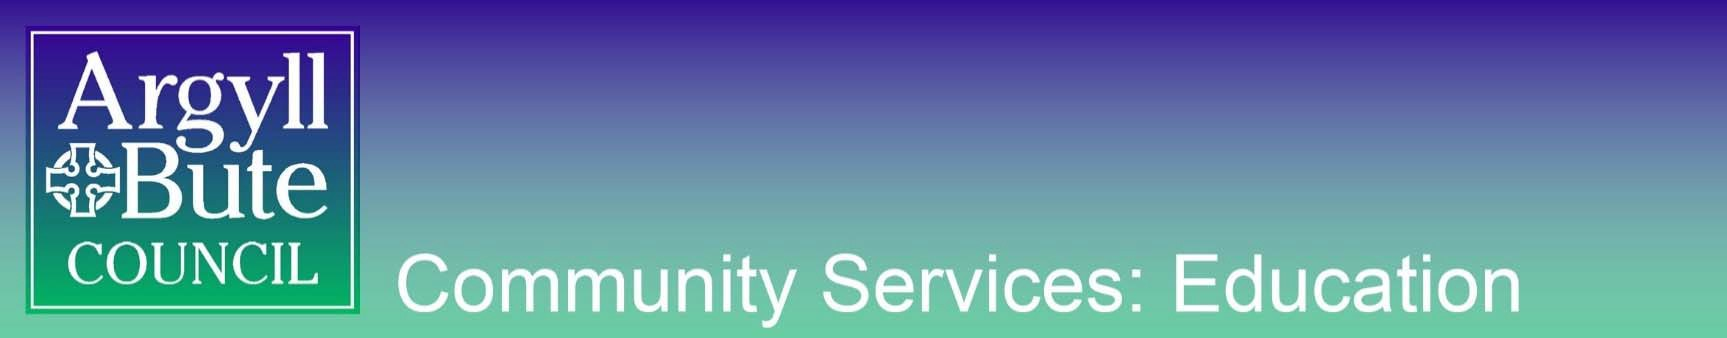 Argyll
Bute
COUNCIL
Community Services: Education